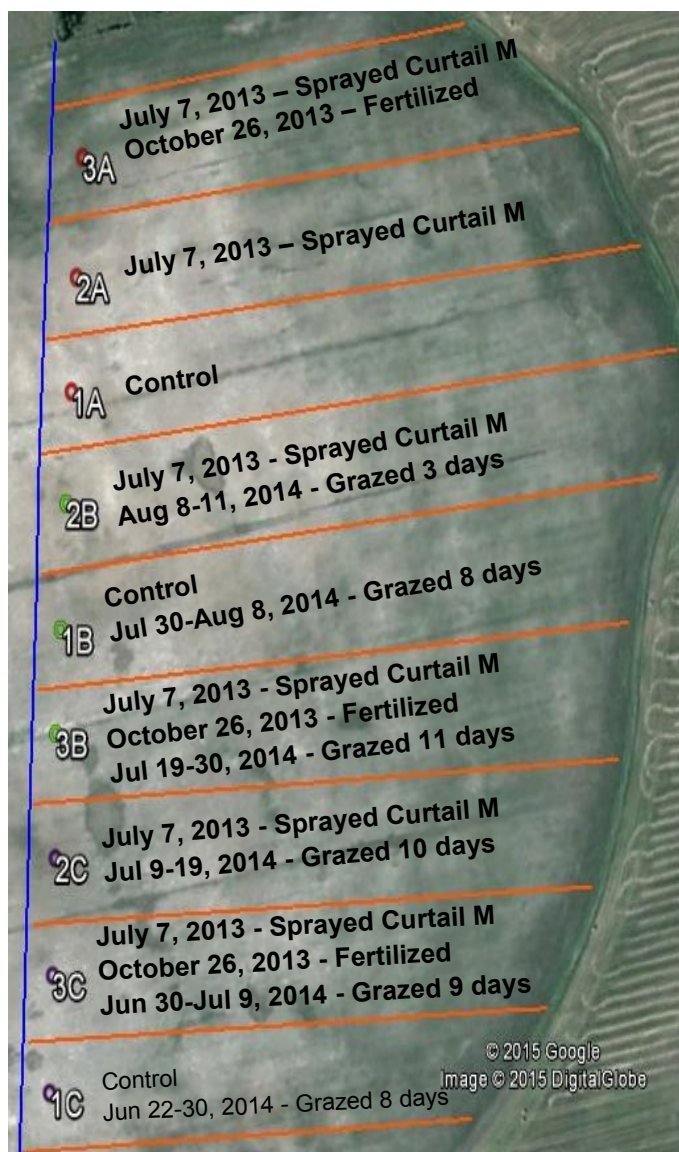 July 7, 2013 – Sprayed Curtail M
October 26, 2013 – Fertilized
3A
July 7, 2013 – Sprayed Curtail M
2A
Control
1A
July 7, 2013 - Sprayed Curtail M
Aug 8-11, 2014 - Grazed 3 days
2B
Control
Jul 30-Aug 8, 2014 - Grazed 8 days
1B
July 7, 2013 - Sprayed Curtail M
October 26, 2013 - Fertilized
Jul 19-30, 2014 - Grazed 11 days
3B
July 7, 2013 - Sprayed Curtail M
Jul 9-19, 2014 - Grazed 10 days
2C
July 7, 2013 - Sprayed Curtail M
October 26, 2013 - Fertilized
Jun 30-Jul 9, 2014 - Grazed 9 days
3C
Control
Jun 22-30, 2014 - Grazed 8 days
1C
© 2015 Google
Image © 2015 DigitalGlobe